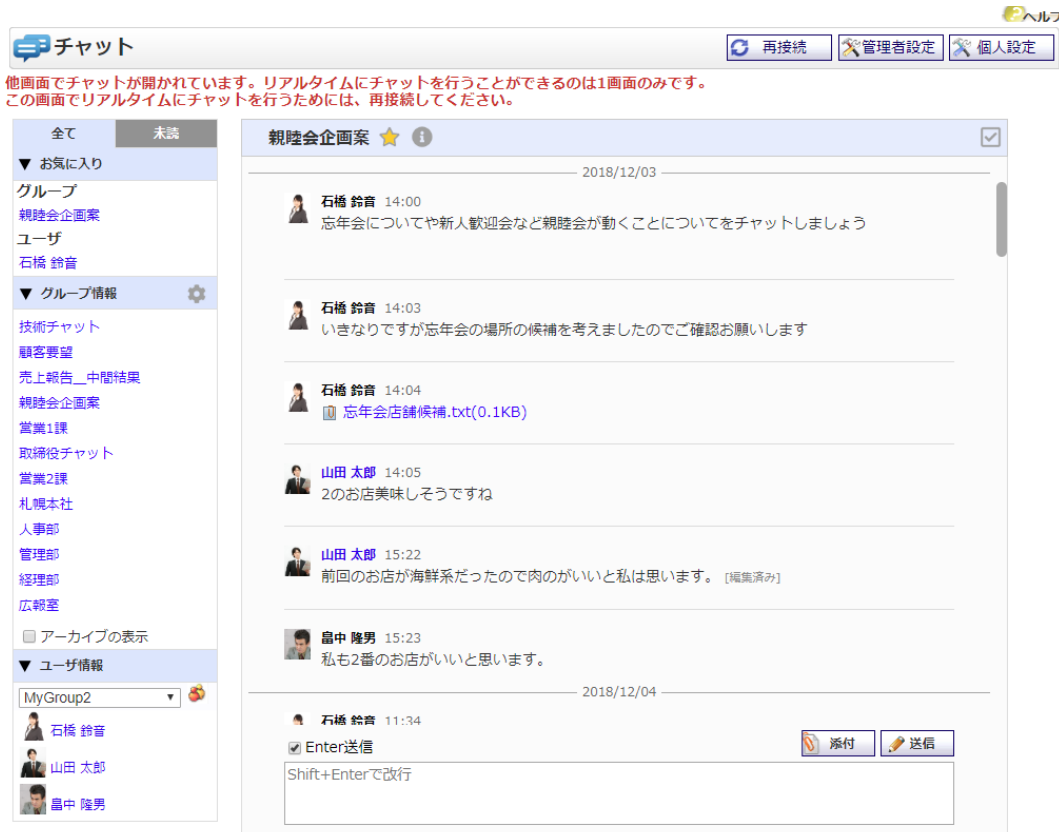 ヘルプ
チャット
再接続
管理者設定
個人設定
他画面でチャットが開かれています。リアルタイムにチャットを行うことができるのは1画面のみです。
この画面でリアルタイムにチャットを行うためには、再接続してください。
全て
未読
▼ お気に入り
グループ
親睦会企画案
ユーザ
石橋 鈴音
▼ グループ情報
技術チャット
顧客要望
売上報告__中間結果
親睦会企画案
営業1課
取締役チャット
営業2課
札幌本社
人事部
管理部
経理部
広報室
アーカイブの表示
▼ ユーザ情報
MyGroup2
石橋 鈴音
山田 太郎
畠中 隆男
親睦会企画案
2018/12/03
石橋 鈴音 14:00
忘年会についてや新人歓迎会など親睦会が動くことについてをチャットしましょう
石橋 鈴音 14:03
いきなりですが忘年会の場所の候補を考えましたのでご確認お願いします
石橋 鈴音 14:04
忘年会店舗候補.txt(0.1KB)
山田 太郎 14:05
2のお店美味しそうですね
山田 太郎 15:22
前回のお店が海鮮系だったので肉のがいいと私は思います。 [編集済み]
畠中 隆男 15:23
私も2番のお店がいいと思います。
2018/12/04
石橋 鈴音 11:34
Enter送信
添付
送信
Shift+Enterで改行